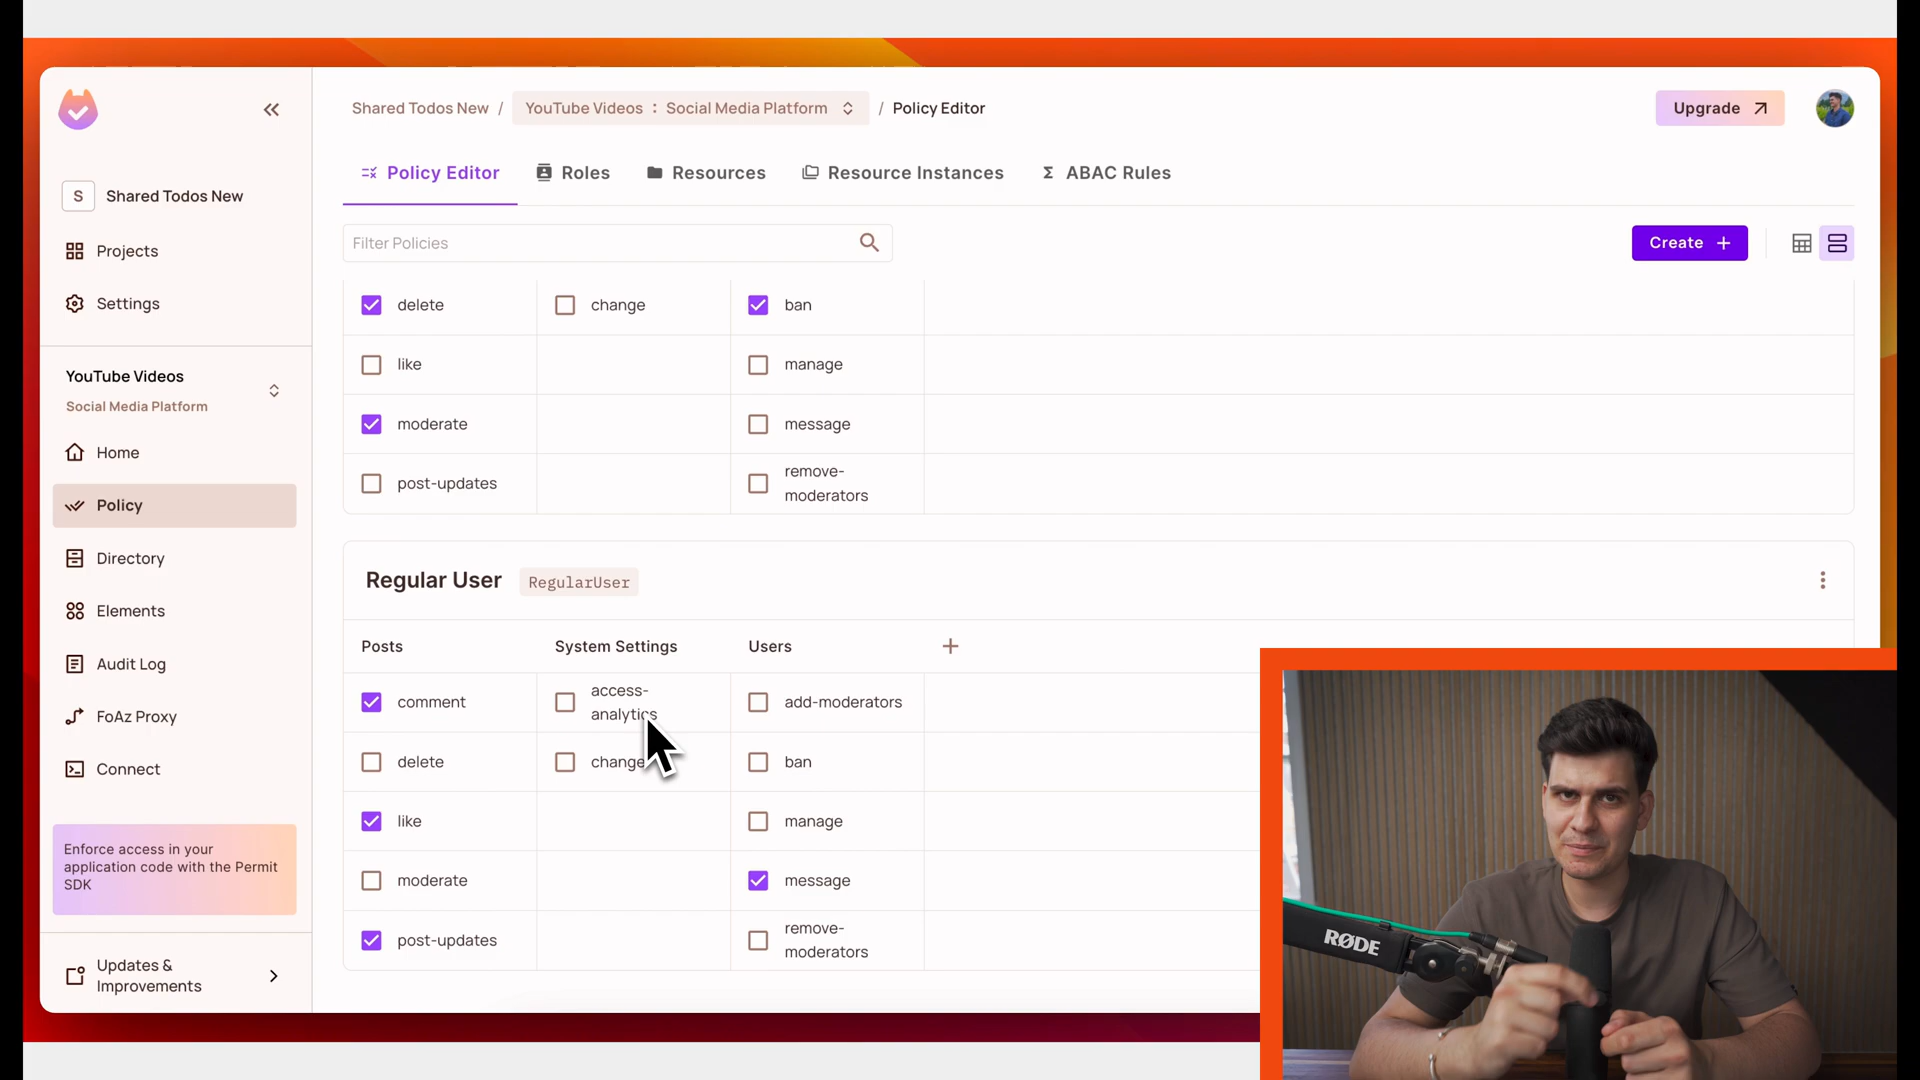 Shared Todos New / YouTube Videos : Social Media Platform / Policy Editor
Upgrade
S Shared Todos New
Projects
Settings
YouTube Videos
Social Media Platform
Home
Policy
Directory
Elements
Audit Log
FoAz Proxy
Connect
Enforce access in your
application code with the Permit
SDK
Updates &
Improvements
Policy Editor Roles Resources Resource Instances ABAC Rules
Filter Policies
Create +
delete change ban
like manage
moderate message
post-updates remove-
moderators
Regular User RegularUser
Posts System Settings Users +
comment access-
analytics add-moderators
delete change ban
like manage
moderate message
post-updates remove-
moderators
RØDE